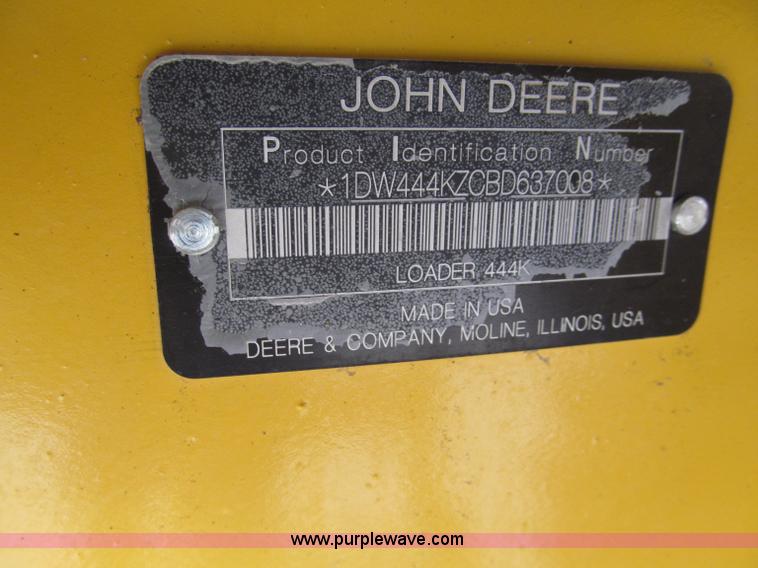 JOHN DEERE
Product Identification Number
*1DW444KZCBD637008*
LOADER 444K
MADE IN USA
DEERE & COMPANY, MOLINE, ILLINOIS, USA
www.purplewave.com